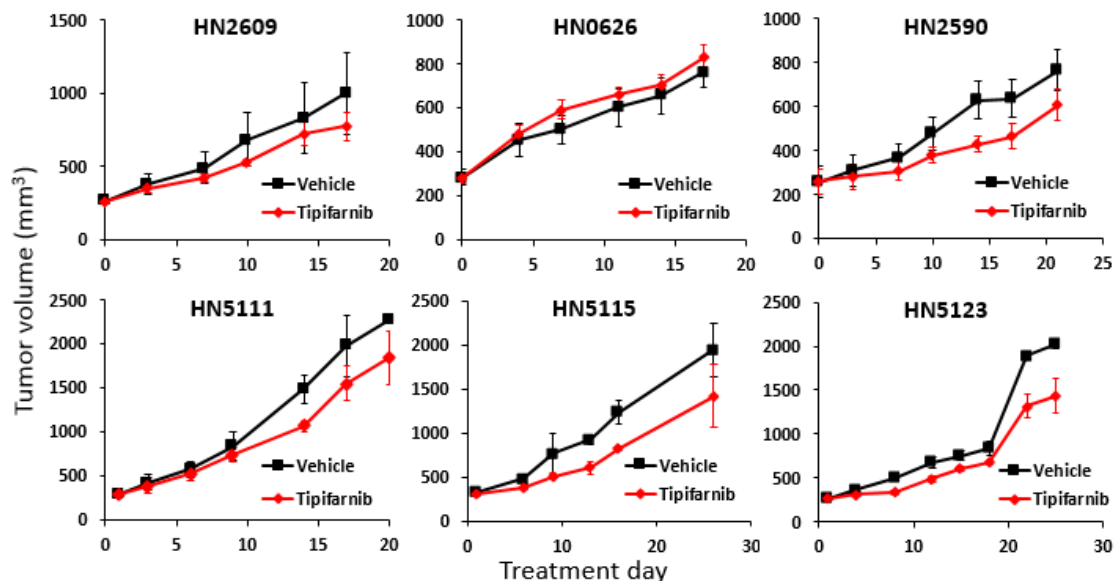 Tumor volume (mm³)
HN2609
1500
1000
500
0
0 5 10 15 20
Vehicle
Tipifarnib
HN0626
1000
800
600
400
200
0
0 5 10 15 20
Vehicle
Tipifarnib
HN2590
1000
800
600
400
200
0
0 5 10 15 20 25
Vehicle
Tipifarnib
HN5111
2500
2000
1500
1000
500
0
0 5 10 15 20
Vehicle
Tipifarnib
HN5115
2500
2000
1500
1000
500
0
0 10 20 30
Vehicle
Tipifarnib
HN5123
2500
2000
1500
1000
500
0
0 10 20 30
Vehicle
Tipifarnib
Treatment day